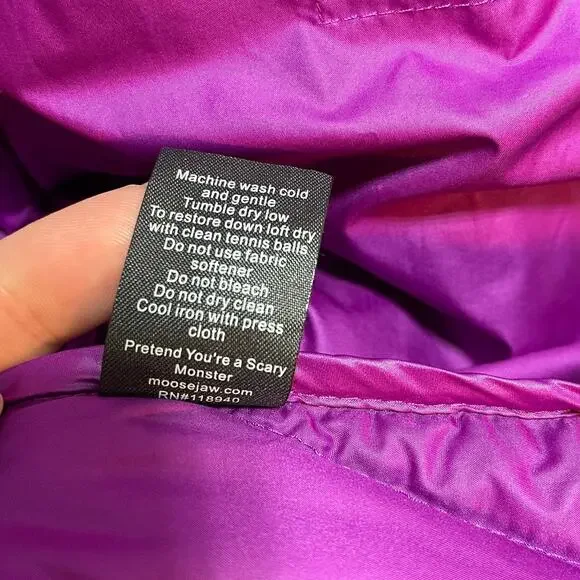 Machine wash cold
and gentle
Tumble dry low
To restore down loft dry
with clean tennis balls
Do not use fabric
softener
Do not bleach
Do not dry clean
Cool iron with press
cloth
Pretend You're a Scary
Monster
moosejaw.com
RN#118940